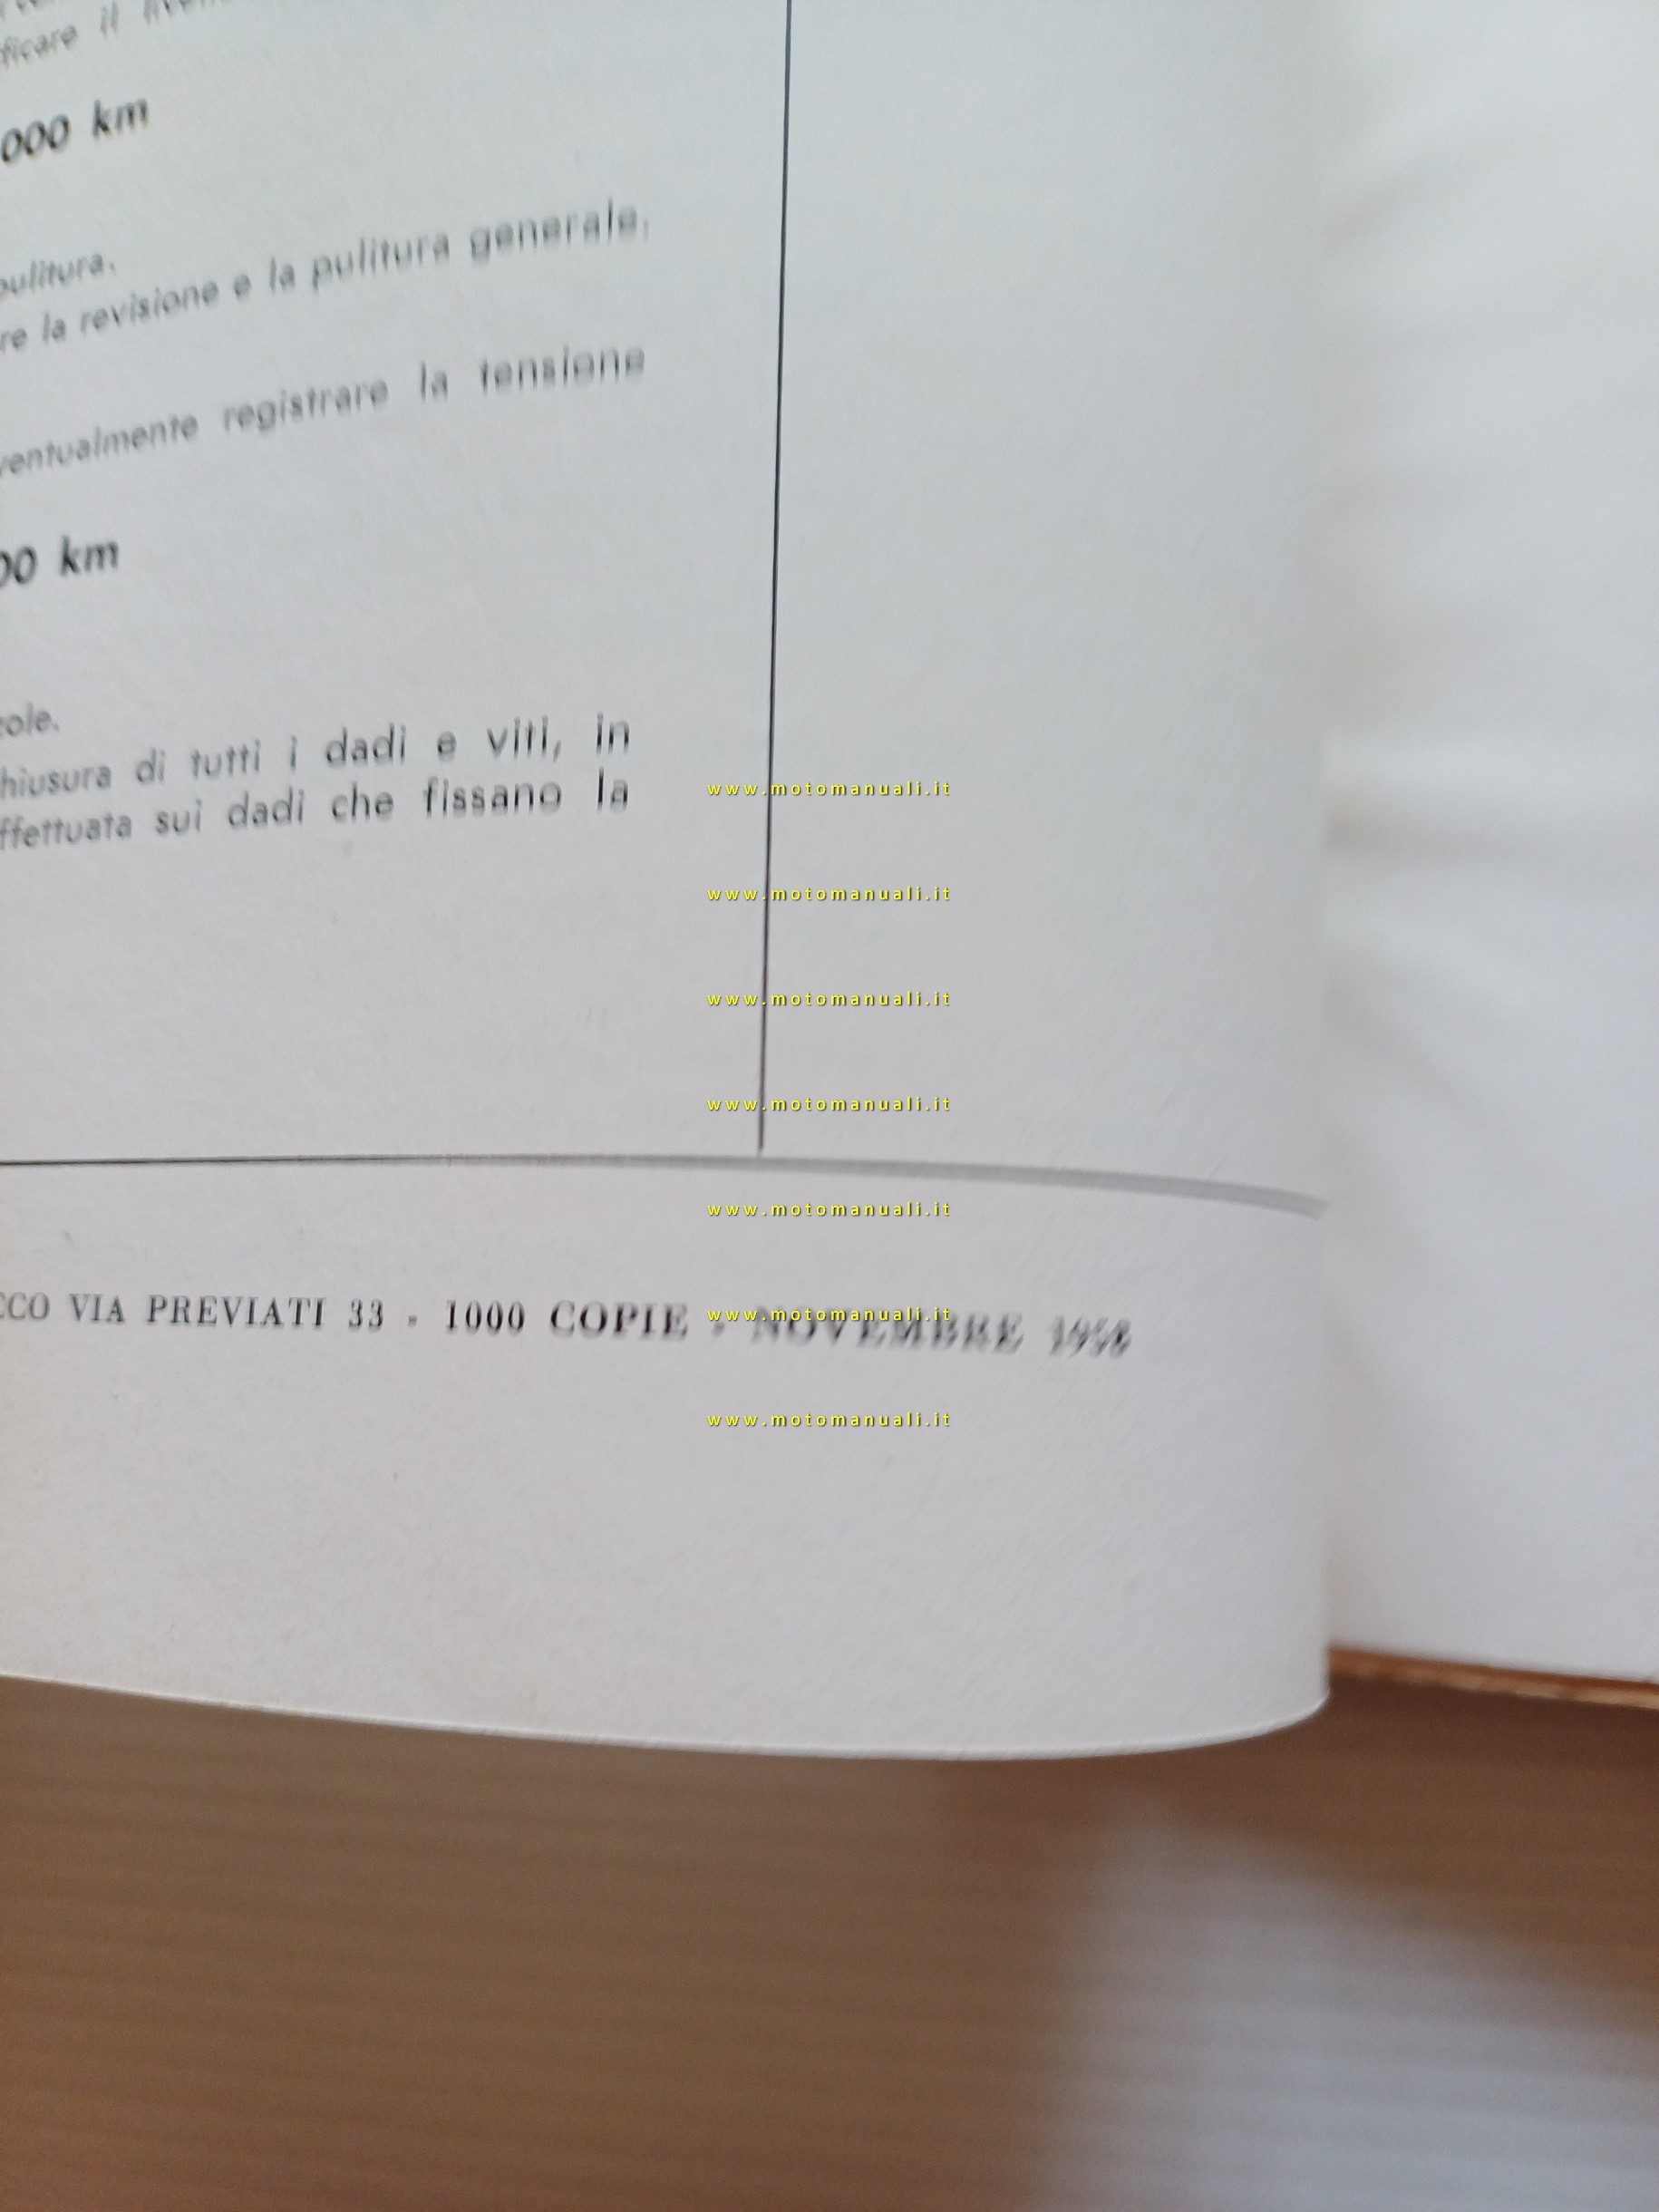 ficare il
000 km
pulitura.
re la revisione e la pulitura generale.
ventualmente registrare la tensione
00 km
cole.
hiusura di tutti i dadi e viti, in
ffettuata sui dadi che fissano la
www.motomanuali.it
www.motomanuali.it
www.motomanuali.it
www.motomanuali.it
www.motomanuali.it
CCO VIA PREVIATI 33 - 1000 COPIE - NOVEMBRE
www.motomanuali.it
www.motomanuali.it